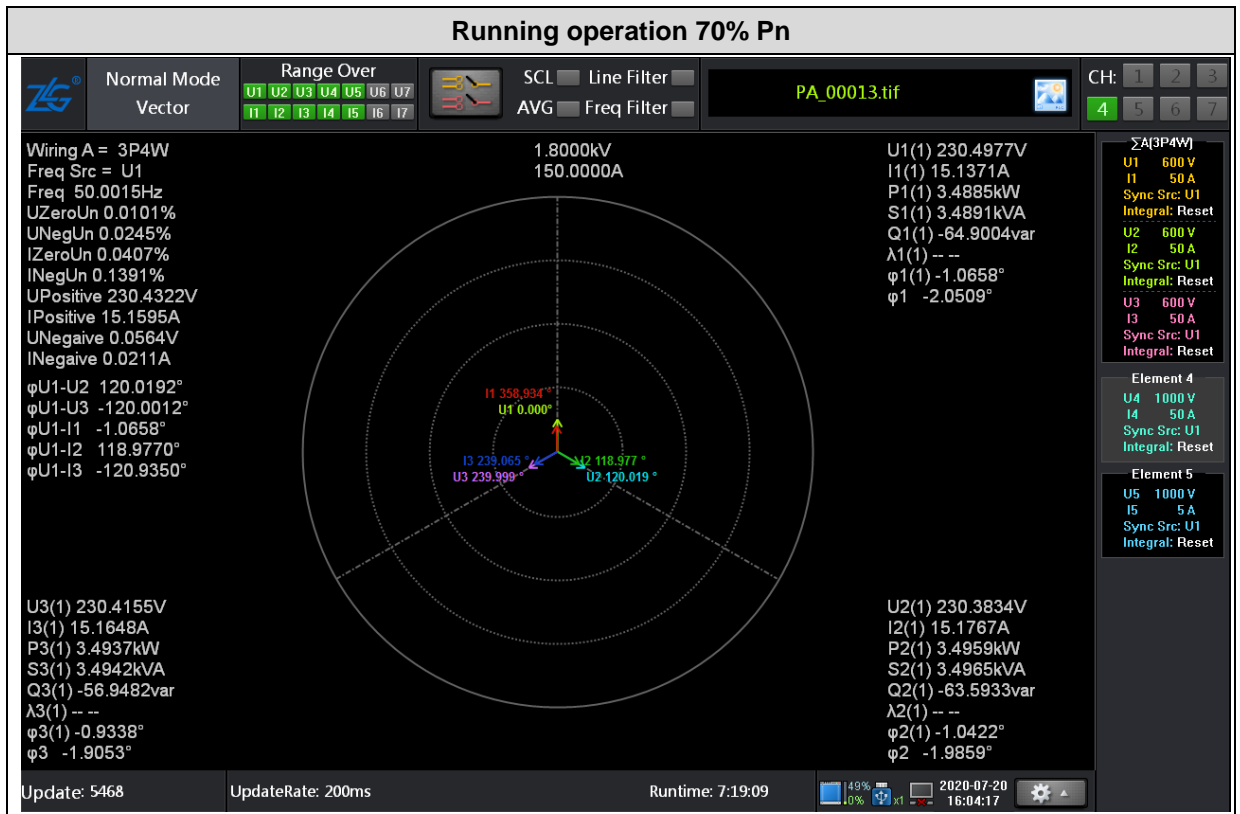 Running operation 70% Pn
ZLG®
Normal Mode
Vector
Range Over
U1 U2 U3 U4 U5 U6 U7
I1 I2 I3 I4 I5 I6 I7
SCL Line Filter
AVG Freq Filter
PA_00013.tif
CH: 1 2 3
4 5 6 7
Wiring A = 3P4W
Freq Src = U1
Freq 50.0015Hz
UZeroUn 0.0101%
UNegUn 0.0245%
IZeroUn 0.0407%
INegUn 0.1391%
UPositive 230.4322V
IPositive 15.1595A
UNegaive 0.0564V
INegaive 0.0211A
φU1-U2 120.0192°
φU1-U3 -120.0012°
φU1-I1 -1.0658°
φU1-I2 118.9770°
φU1-I3 -120.9350°
1.8000kV
150.0000A
U1(1) 230.4977V
I1(1) 15.1371A
P1(1) 3.4885kW
S1(1) 3.4891kVA
Q1(1) -64.9004var
λ1(1) -- --
φ1(1) -1.0658°
φ1 -2.0509°
I1 358.934 °
U1 0.000°
I3 239.065 °
U3 239.999 °
I2 118.977 °
U2 120.019 °
U3(1) 230.4155V
I3(1) 15.1648A
P3(1) 3.4937kW
S3(1) 3.4942kVA
Q3(1) -56.9482var
λ3(1) -- --
φ3(1) -0.9338°
φ3 -1.9053°
U2(1) 230.3834V
I2(1) 15.1767A
P2(1) 3.4959kW
S2(1) 3.4965kVA
Q2(1) -63.5933var
λ2(1) -- --
φ2(1) -1.0422°
φ2 -1.9859°
∑A(3P4W)
U1 600 V
I1 50 A
Sync Src: U1
Integral: Reset
U2 600 V
I2 50 A
Sync Src: U1
Integral: Reset
U3 600 V
I3 50 A
Sync Src: U1
Integral: Reset
Element 4
U4 1000 V
I4 50 A
Sync Src: U1
Integral: Reset
Element 5
U5 1000 V
I5 5 A
Sync Src: U1
Integral: Reset
Update: 5468
UpdateRate: 200ms
Runtime: 7:19:09
49%
0%
x1
2020-07-20
16:04:17